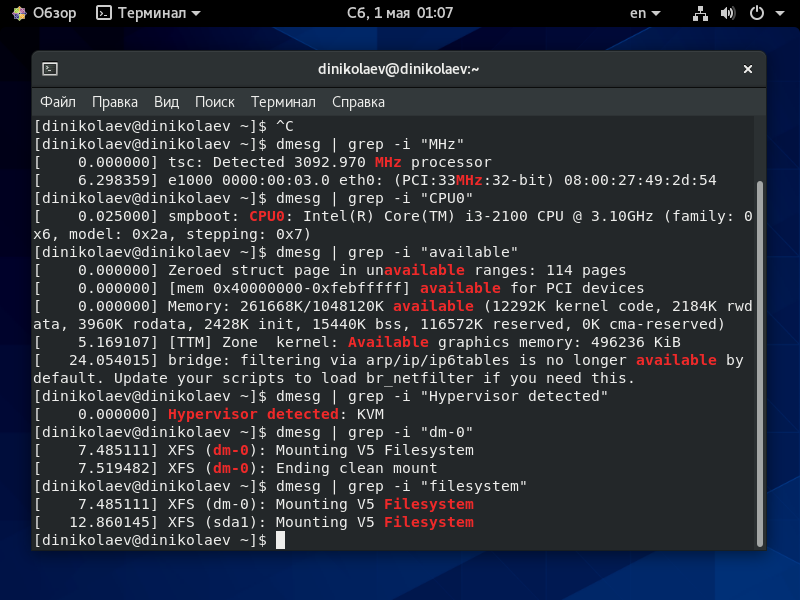 Обзор Терминал Сб, 1 мая 01:07 en
dinikolaev@dinikolaev:~
Файл Правка Вид Поиск Терминал Справка
[dinikolaev@dinikolaev ~]$ ^C
[dinikolaev@dinikolaev ~]$ dmesg | grep -i "MHz"
[    0.000000] tsc: Detected 3092.970 MHz processor
[    6.298359] e1000 0000:00:03.0 eth0: (PCI:33MHz:32-bit) 08:00:27:49:2d:54
[dinikolaev@dinikolaev ~]$ dmesg | grep -i "CPU0"
[    0.025000] smpboot: CPU0: Intel(R) Core(TM) i3-2100 CPU @ 3.10GHz (family: 0
x6, model: 0x2a, stepping: 0x7)
[dinikolaev@dinikolaev ~]$ dmesg | grep -i "available"
[    0.000000] Zeroed struct page in unavailable ranges: 114 pages
[    0.000000] [mem 0x40000000-0xfebfffff] available for PCI devices
[    0.000000] Memory: 261668K/1048120K available (12292K kernel code, 2184K rwd
ata, 3960K rodata, 2428K init, 15440K bss, 116572K reserved, 0K cma-reserved)
[    5.169107] [TTM] Zone  kernel: Available graphics memory: 496236 KiB
[   24.054015] bridge: filtering via arp/ip/ip6tables is no longer available by
default. Update your scripts to load br_netfilter if you need this.
[dinikolaev@dinikolaev ~]$ dmesg | grep -i "Hypervisor detected"
[    0.000000] Hypervisor detected: KVM
[dinikolaev@dinikolaev ~]$ dmesg | grep -i "dm-0"
[    7.485111] XFS (dm-0): Mounting V5 Filesystem
[    7.519482] XFS (dm-0): Ending clean mount
[dinikolaev@dinikolaev ~]$ dmesg | grep -i "filesystem"
[    7.485111] XFS (dm-0): Mounting V5 Filesystem
[   12.860145] XFS (sda1): Mounting V5 Filesystem
[dinikolaev@dinikolaev ~]$